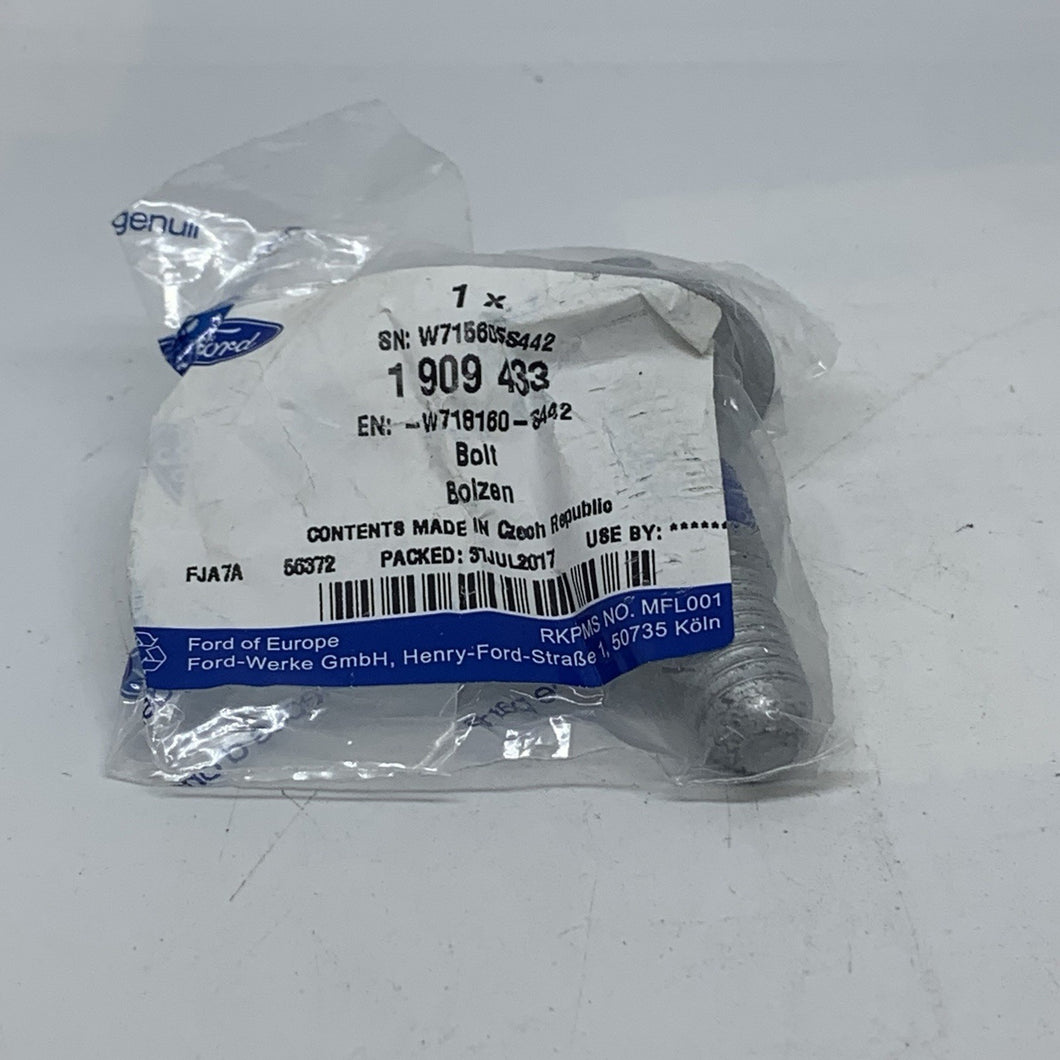 genui
Ford
1 x
SN: W715605S442
1 909 433
EN: -W718160-S442
Bolt
Bolzen
CONTENTS MADE IN Czech Republic
FJA7A 56372 PACKED: 31JUL2017 USE BY: ******
Ford of Europe RKPMS NO. MFL001
Ford-Werke GmbH, Henry-Ford-Straße 1, 50735 Köln